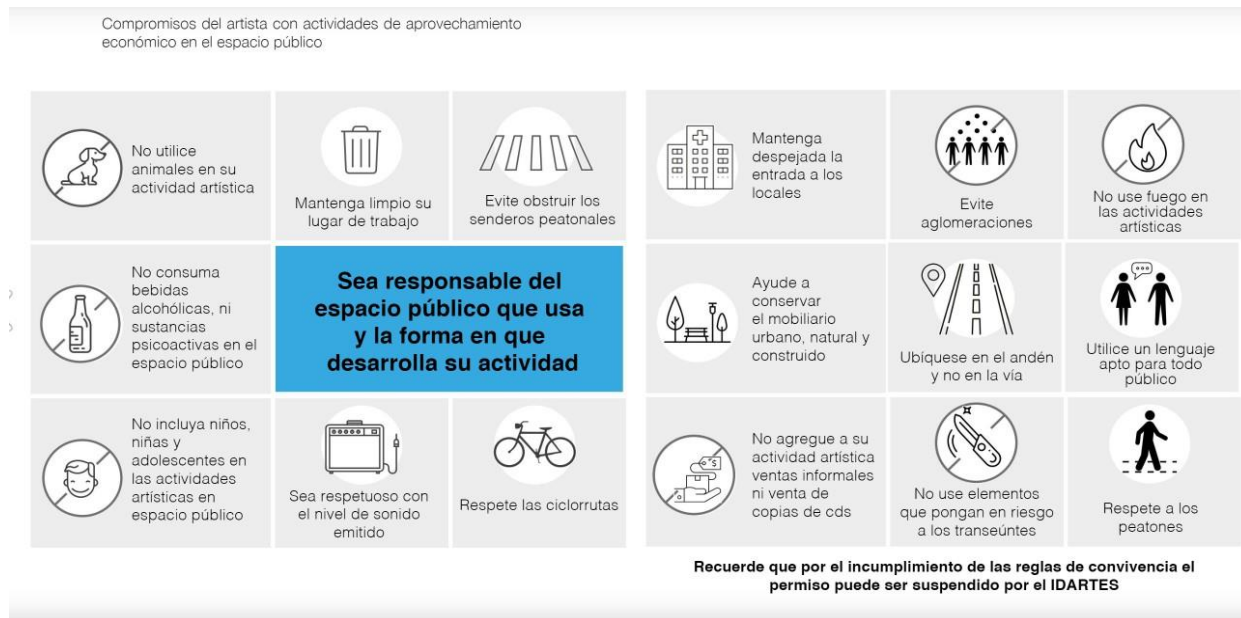 Compromisos del artista con actividades de aprovechamiento
económico en el espacio público
No utilice
animales en su
actividad artística
Mantenga limpio su
lugar de trabajo
Evite obstruir los
senderos peatonales
No consuma
bebidas
alcohólicas, ni
sustancias
psicoactivas en el
espacio público
Sea responsable del
espacio público que usa
y la forma en que
desarrolla su actividad
No incluya niños,
niñas y
adolescentes en
las actividades
artísticas en
espacio público
Sea respetuoso con
el nivel de sonido
emitido
Respete las ciclorrutas
Mantenga
despejada la
entrada a los
locales
Evite
aglomeraciones
No use fuego en
las actividades
artísticas
Ayude a
conservar
el mobiliario
urbano, natural y
construido
Ubíquese en el andén
y no en la vía
Utilice un lenguaje
apto para todo
público
No agregue a su
actividad artística
ventas informales
ni venta de
copias de cds
$
No use elementos
que pongan en riesgo
a los transeúntes
Respete a los
peatones
Recuerde que por el incumplimiento de las reglas de convivencia el
permiso puede ser suspendido por el IDARTES